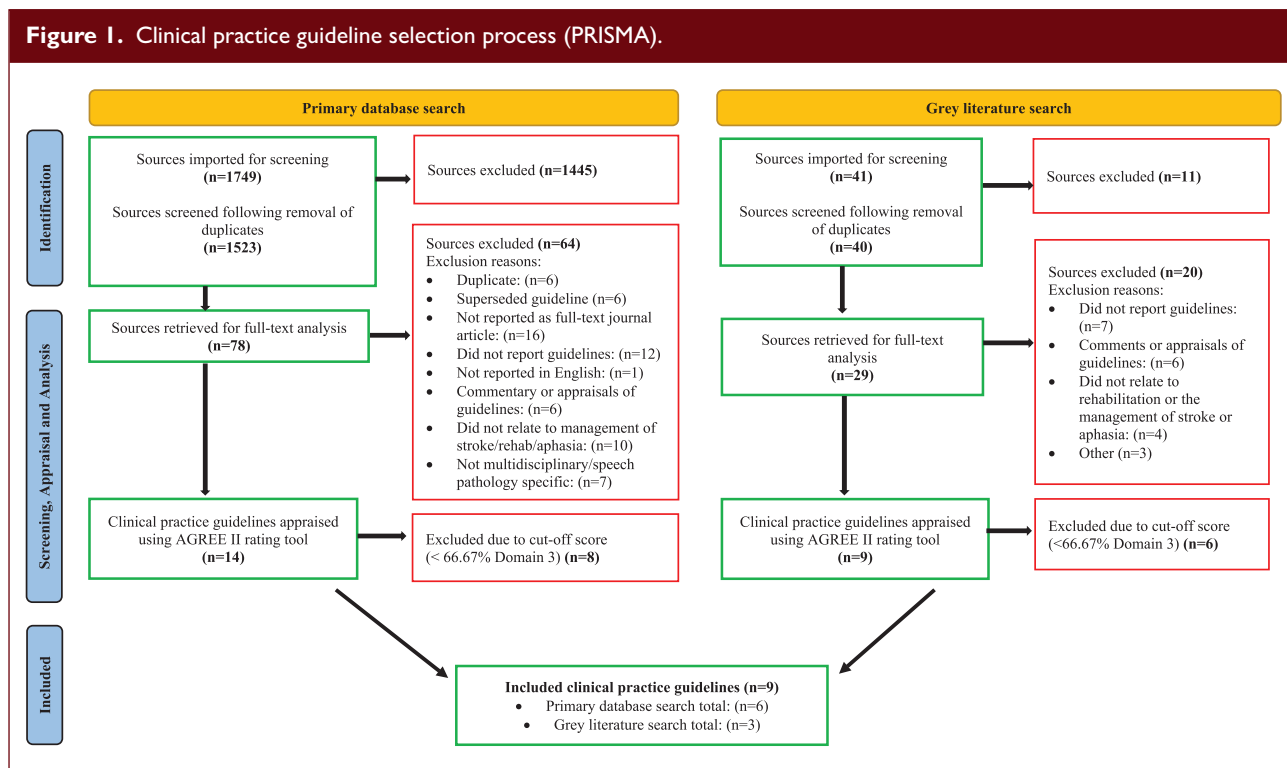 Figure 1. Clinical practice guideline selection process (PRISMA).
Primary database search
Identification
Sources imported for screening
(n=1749)
Sources screened following removal of
duplicates
(n=1523)
Sources excluded (n=1445)
Screening, Appraisal and Analysis
Sources retrieved for full-text analysis
(n=78)
Sources excluded (n=64)
Exclusion reasons:
• Duplicate: (n=6)
• Superseded guideline (n=6)
• Not reported as full-text journal
article: (n=16)
• Did not report guidelines: (n=12)
• Not reported in English: (n=1)
• Commentary or appraisals of
guidelines: (n=6)
• Did not relate to management of
stroke/rehab/aphasia: (n=10)
• Not multidisciplinary/speech
pathology specific: (n=7)
Clinical practice guidelines appraised
using AGREE II rating tool
(n=14)
Excluded due to cut-off score
(< 66.67% Domain 3) (n=8)
Grey literature search
Sources imported for screening
(n=41)
Sources screened following removal
of duplicates
(n=40)
Sources excluded (n=11)
Sources retrieved for full-text
analysis
(n=29)
Sources excluded (n=20)
Exclusion reasons:
• Did not report guidelines:
(n=7)
• Comments or appraisals of
guidelines: (n=6)
• Did not relate to
rehabilitation or the
management of stroke or
aphasia: (n=4)
• Other (n=3)
Clinical practice guidelines appraised
using AGREE II rating tool
(n=9)
Excluded due to cut-off score
(<66.67% Domain 3) (n=6)
Included
Included clinical practice guidelines (n=9)
• Primary database search total: (n=6)
• Grey literature search total: (n=3)